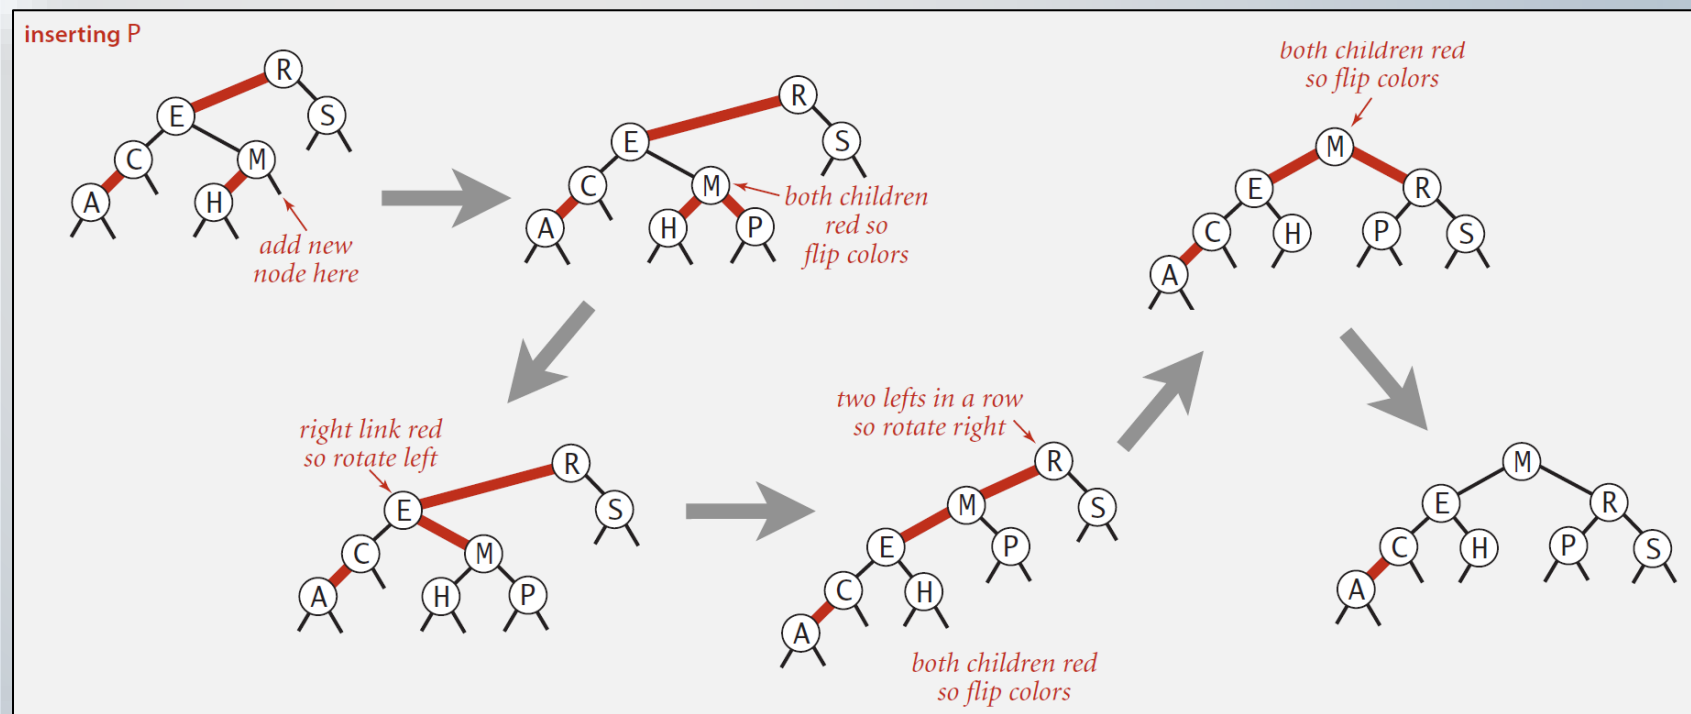 inserting P
R
E
S
C
M
A
H
add new
node here
R
E
S
C
M
A
H
P
both children
red so
flip colors
right link red
so rotate left
R
E
S
C
M
A
H
P
two lefts in a row
so rotate right
R
M
S
E
P
C
H
A
both children red
so flip colors
both children red
so flip colors
M
E
R
C
H
P
S
A
M
E
R
C
H
P
S
A